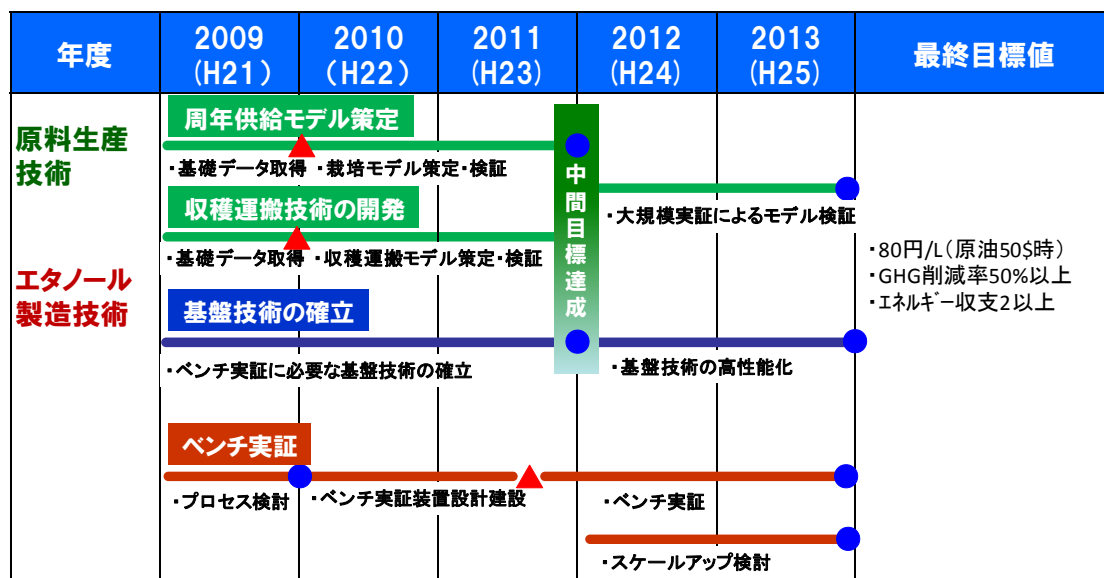 年度
2009
(H21)
2010
(H22)
2011
(H23)
2012
(H24)
2013
(H25)
最終目標値
原料生産
技術
周年供給モデル策定
・基礎データ取得 ・栽培モデル策定・検証
収穫運搬技術の開発
・基礎データ取得 ・収穫運搬モデル策定・検証
中間目標達成
・大規模実証によるモデル検証
エタノール
製造技術
基盤技術の確立
・ベンチ実証に必要な基盤技術の確立
・基盤技術の高性能化
・80円/L(原油50$時)
・GHG削減率50%以上
・エネルギー収支2以上
ベンチ実証
・プロセス検討
・ベンチ実証装置設計建設
・ベンチ実証
・スケールアップ検討